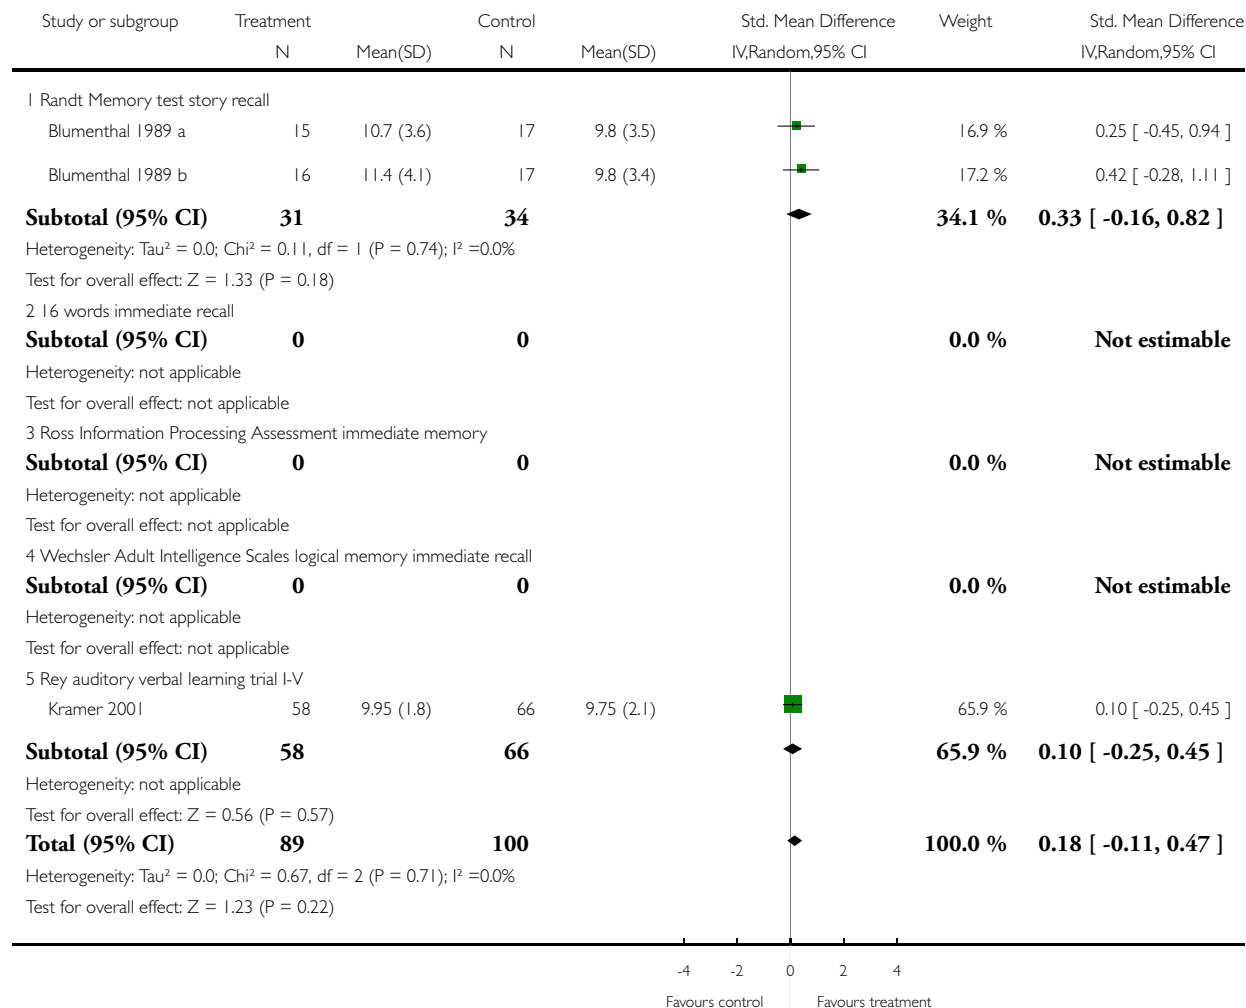 Study or subgroup Treatment Control Std. Mean Difference Weight Std. Mean Difference
N Mean(SD) N Mean(SD) IV,Random,95% CI IV,Random,95% CI
1 Randt Memory test story recall
Blumenthal 1989 a 15 10.7 (3.6) 17 9.8 (3.5) 16.9 % 0.25 [ -0.45, 0.94 ]
Blumenthal 1989 b 16 11.4 (4.1) 17 9.8 (3.4) 17.2 % 0.42 [ -0.28, 1.11 ]
Subtotal (95% CI) 31 34 34.1 % 0.33 [ -0.16, 0.82 ]
Heterogeneity: Tau² = 0.0; Chi² = 0.11, df = 1 (P = 0.74); I² =0.0%
Test for overall effect: Z = 1.33 (P = 0.18)
2 16 words immediate recall
Subtotal (95% CI) 0 0 0.0 % Not estimable
Heterogeneity: not applicable
Test for overall effect: not applicable
3 Ross Information Processing Assessment immediate memory
Subtotal (95% CI) 0 0 0.0 % Not estimable
Heterogeneity: not applicable
Test for overall effect: not applicable
4 Wechsler Adult Intelligence Scales logical memory immediate recall
Subtotal (95% CI) 0 0 0.0 % Not estimable
Heterogeneity: not applicable
Test for overall effect: not applicable
5 Rey auditory verbal learning trial I-V
Kramer 2001 58 9.95 (1.8) 66 9.75 (2.1) 65.9 % 0.10 [ -0.25, 0.45 ]
Subtotal (95% CI) 58 66 65.9 % 0.10 [ -0.25, 0.45 ]
Heterogeneity: not applicable
Test for overall effect: Z = 0.56 (P = 0.57)
Total (95% CI) 89 100 100.0 % 0.18 [ -0.11, 0.47 ]
Heterogeneity: Tau² = 0.0; Chi² = 0.67, df = 2 (P = 0.71); I² =0.0%
Test for overall effect: Z = 1.23 (P = 0.22)
-4 -2 0 2 4
Favours control Favours treatment